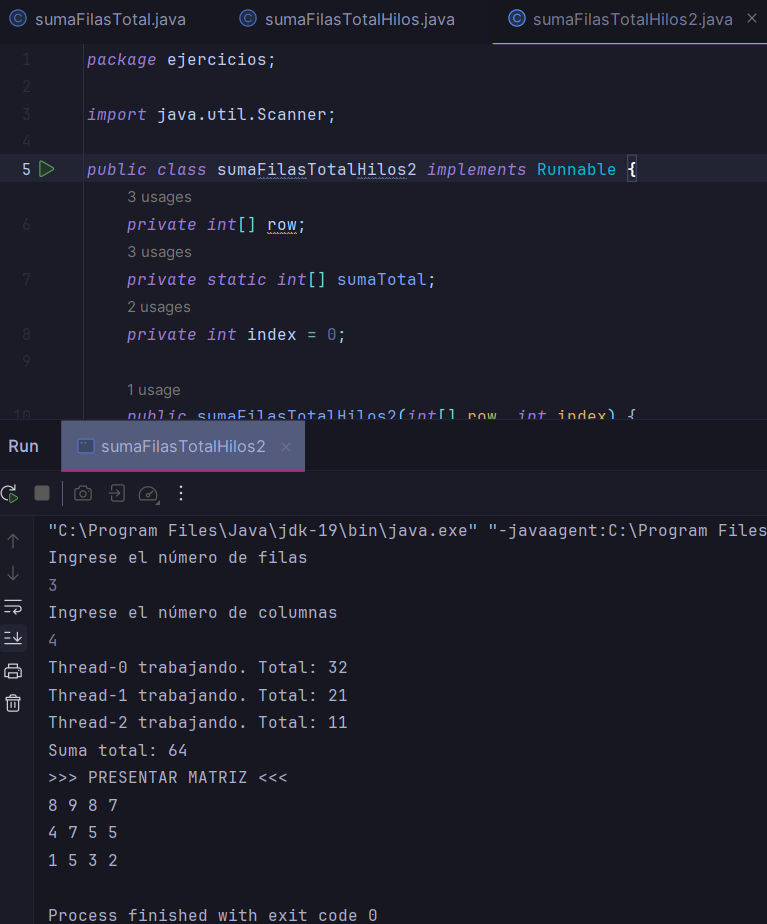 sumaFilasTotal.java sumaFilasTotalHilos.java sumaFilasTotalHilos2.java
1 package ejercicios;
2
3 import java.util.Scanner;
4
5 public class sumaFilasTotalHilos2 implements Runnable {
3 usages
6 private int[] row;
3 usages
7 private static int[] sumaTotal;
2 usages
8 private int index = 0;
9
1 usage
10 public sumaFilasTotalHilos2(int[] row, int index) {
Run sumaFilasTotalHilos2
"C:\Program Files\Java\jdk-19\bin\java.exe" "-javaagent:C:\Program Files
Ingrese el número de filas
3
Ingrese el número de columnas
4
Thread-0 trabajando. Total: 32
Thread-1 trabajando. Total: 21
Thread-2 trabajando. Total: 11
Suma total: 64
>>> PRESENTAR MATRIZ <<<
8 9 8 7
4 7 5 5
1 5 3 2
Process finished with exit code 0